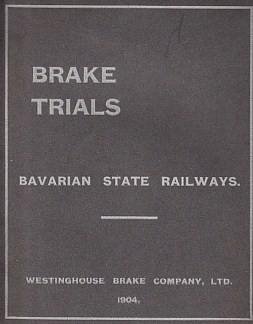 BRAKE
TRIALS
BAVARIAN STATE RAILWAYS.
WESTINGHOUSE BRAKE COMPANY, LTD.
1904.